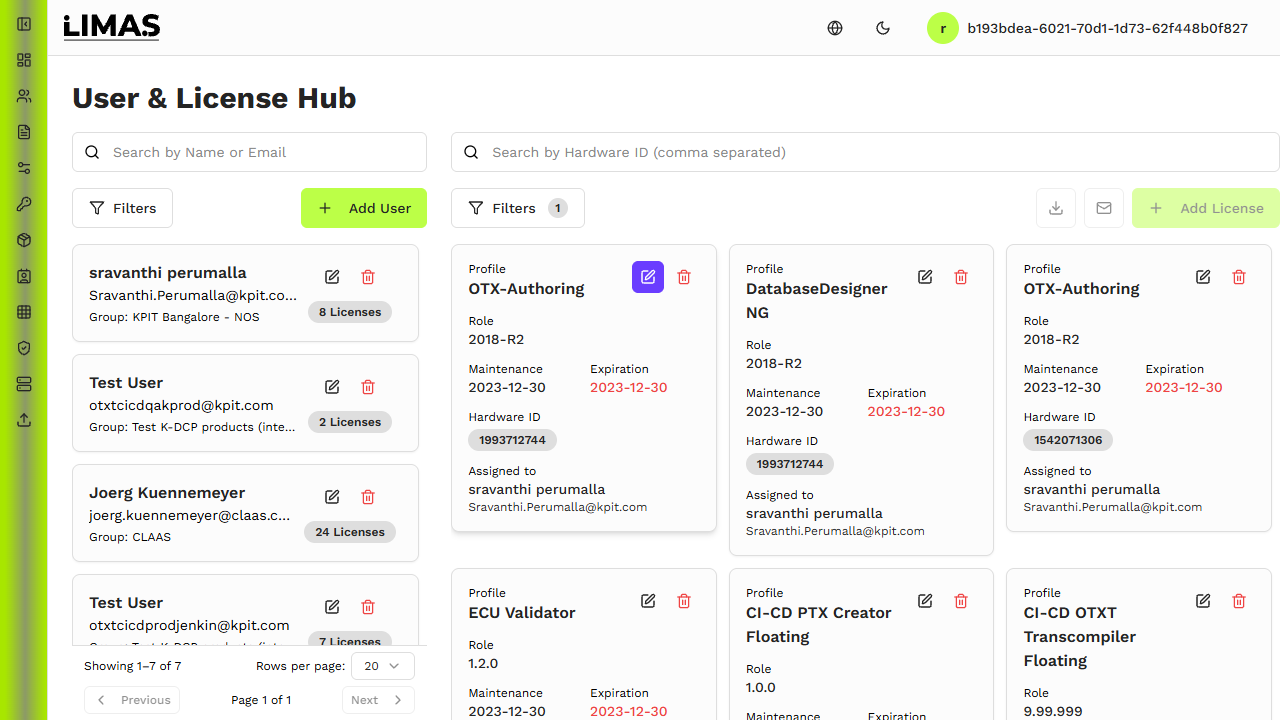 LIMAS
r
b193bdea-6021-70d1-1d73-62f448b0f827
User & License Hub
Search by Name or Email
Filters
Add User
sravanthi perumalla
Sravanthi.Perumalla@kpit.co...
Group: KPIT Bangalore - NOS
8 Licenses
Test User
otxtcicdqakprod@kpit.com
Group: Test K-DCP products (inte...
2 Licenses
Joerg Kuennemeyer
joerg.kuennemeyer@claas.c...
Group: CLAAS
24 Licenses
Test User
otxtcicdprodjenkin@kpit.com
7 Licenses
Showing 1–7 of 7
Rows per page:
20
Previous
Page 1 of 1
Next
Search by Hardware ID (comma separated)
Filters
1
Add License
Profile
OTX-Authoring
Role
2018-R2
Maintenance
2023-12-30
Expiration
2023-12-30
Hardware ID
1993712744
Assigned to
sravanthi perumalla
Sravanthi.Perumalla@kpit.com
Profile
DatabaseDesigner
NG
Role
2018-R2
Maintenance
2023-12-30
Expiration
2023-12-30
Hardware ID
1993712744
Assigned to
sravanthi perumalla
Sravanthi.Perumalla@kpit.com
Profile
OTX-Authoring
Role
2018-R2
Maintenance
2023-12-30
Expiration
2023-12-30
Hardware ID
1542071306
Assigned to
sravanthi perumalla
Sravanthi.Perumalla@kpit.com
Profile
ECU Validator
Role
1.2.0
Maintenance
2023-12-30
Expiration
2023-12-30
Profile
CI-CD PTX Creator
Floating
Role
1.0.0
Maintenance
Expiration
Profile
CI-CD OTXT
Transcompiler
Floating
Role
9.99.999